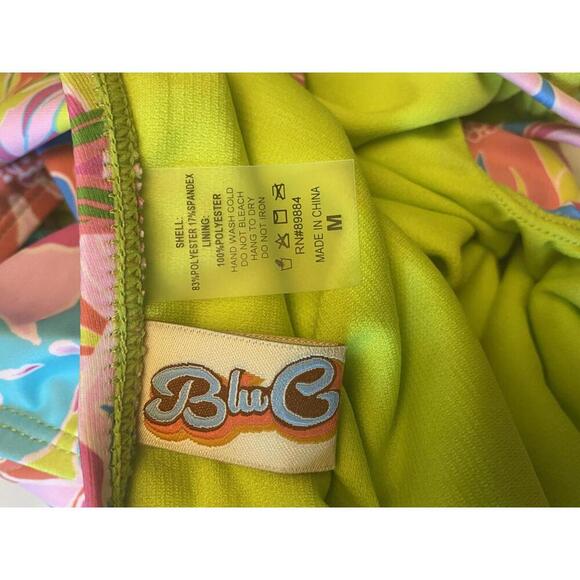 SHELL:
83%POLYESTER 17%SPANDEX
LINING:
100%POLYESTER
HAND WASH COLD
DO NOT BLEACH
HANG TO DRY
DO NOT IRON
RN#89884
MADE IN CHINA
M
Blu C